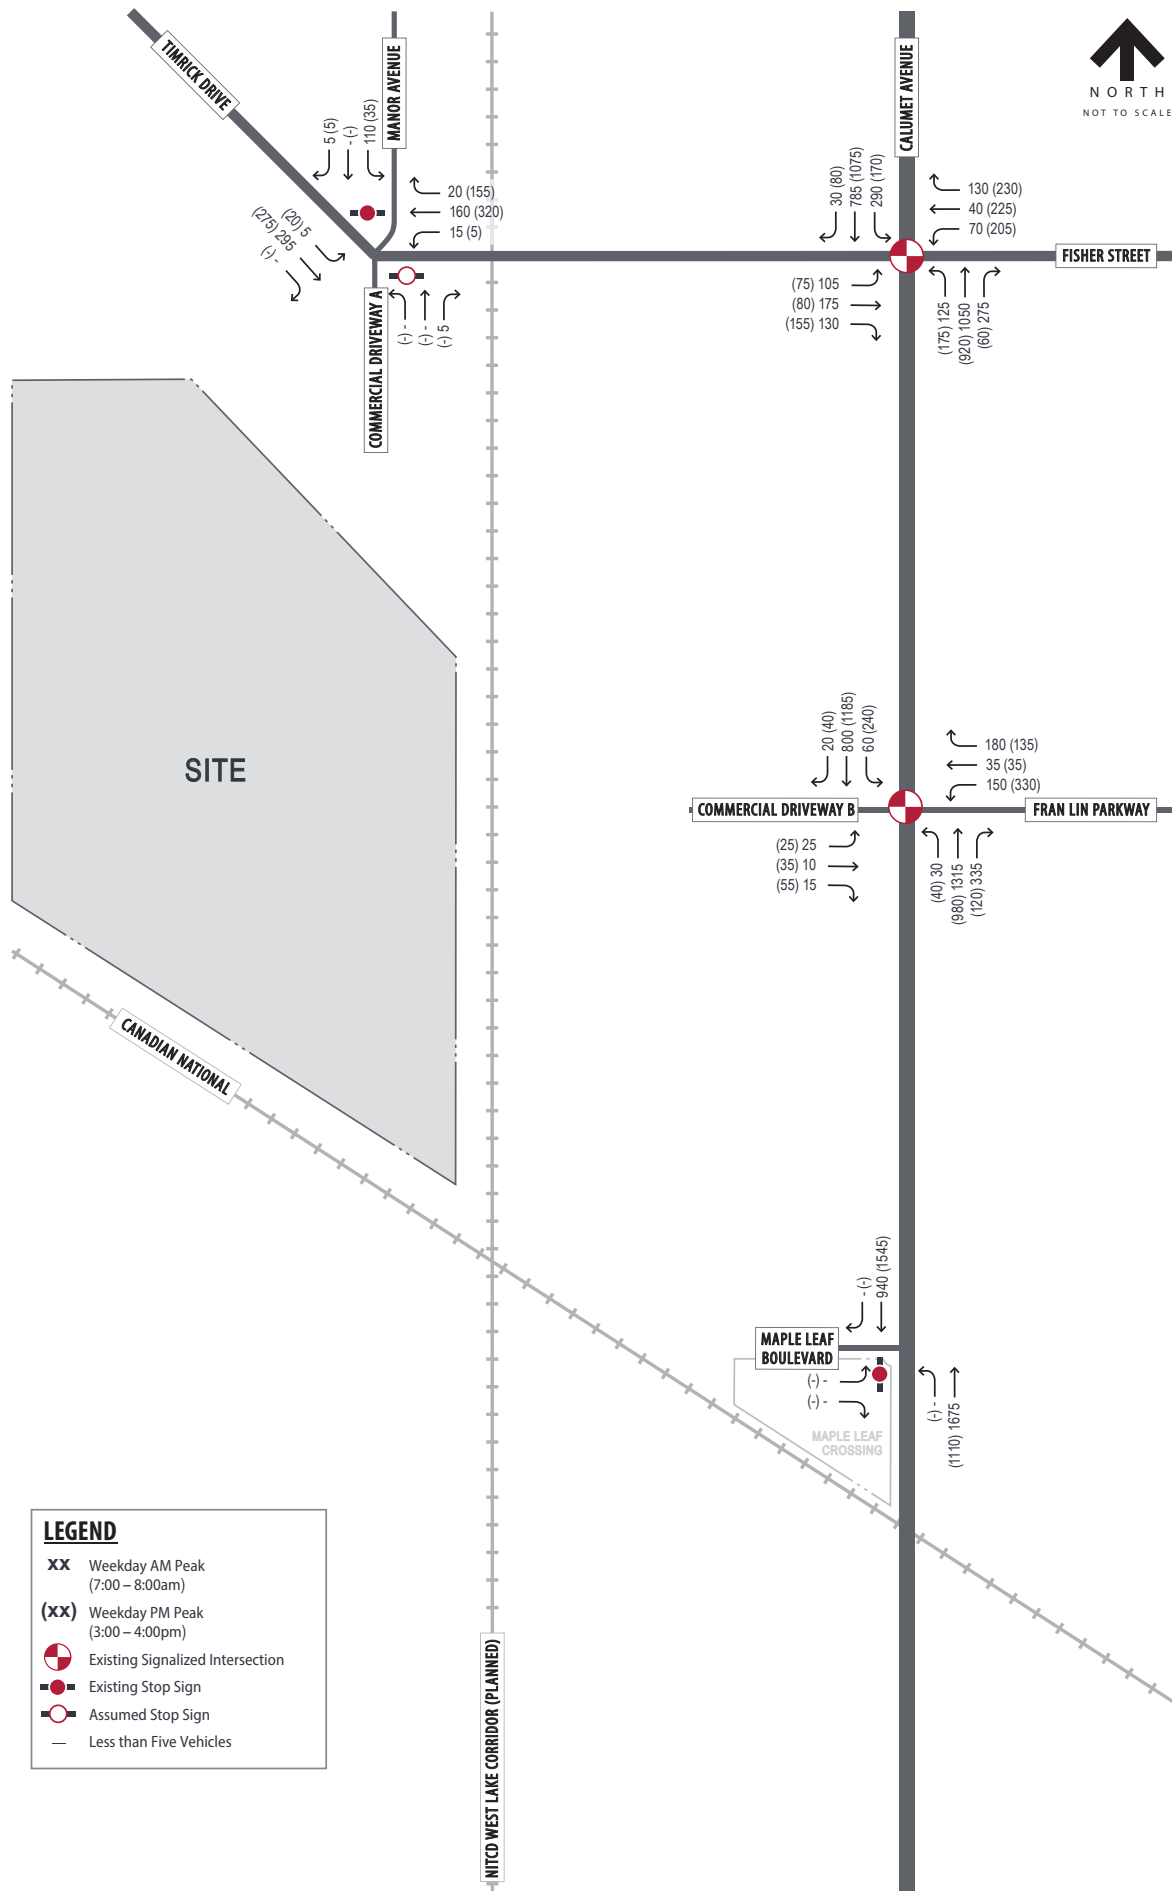 NORTH
NOT TO SCALE
TIMRICK DRIVE
MANOR AVENUE
CALUMET AVENUE
5 (5)
- (-)
110 (35)
20 (155)
160 (320)
15 (5)
(20) 5
(275) 295
(-) -
(-) -
(-) -
(-) 5
COMMERCIAL DRIVEWAY A
30 (80)
785 (1075)
290 (170)
130 (230)
40 (225)
70 (205)
FISHER STREET
(75) 105
(80) 175
(155) 130
(175) 125
(920) 1050
(60) 275
SITE
20 (40)
800 (1185)
60 (240)
180 (135)
35 (35)
150 (330)
COMMERCIAL DRIVEWAY B
FRAN LIN PARKWAY
(25) 25
(35) 10
(55) 15
(40) 30
(980) 1315
(120) 335
CANADIAN NATIONAL
- (-)
940 (1545)
MAPLE LEAF
BOULEVARD
(-) -
(-) -
(-) -
(1110) 1675
MAPLE LEAF
CROSSING
LEGEND
XX Weekday AM Peak
(7:00 – 8:00am)
(XX) Weekday PM Peak
(3:00 – 4:00pm)
Existing Signalized Intersection
Existing Stop Sign
Assumed Stop Sign
— Less than Five Vehicles
NITCD WEST LAKE CORRIDOR (PLANNED)